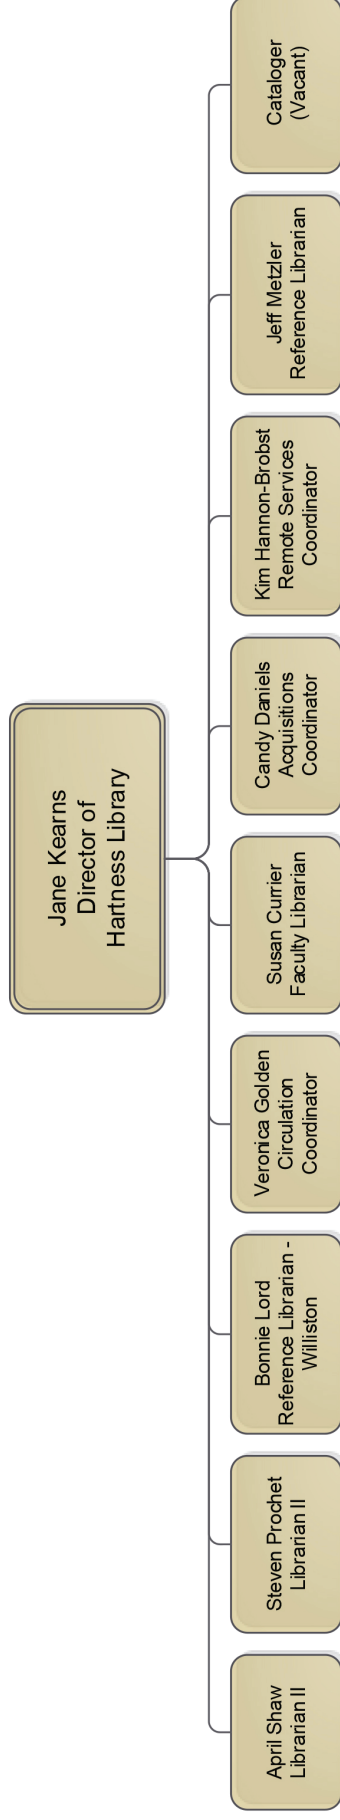 Jane Kearns
Director of
Hartness Library
April Shaw
Librarian II
Steven Prochet
Librarian II
Bonnie Lord
Reference Librarian -
Williston
Veronica Golden
Circulation
Coordinator
Susan Currier
Faculty Librarian
Candy Daniels
Acquisitions
Coordinator
Kim Hannon-Brobst
Remote Services
Coordinator
Jeff Metzler
Reference Librarian
Cataloger
(Vacant)